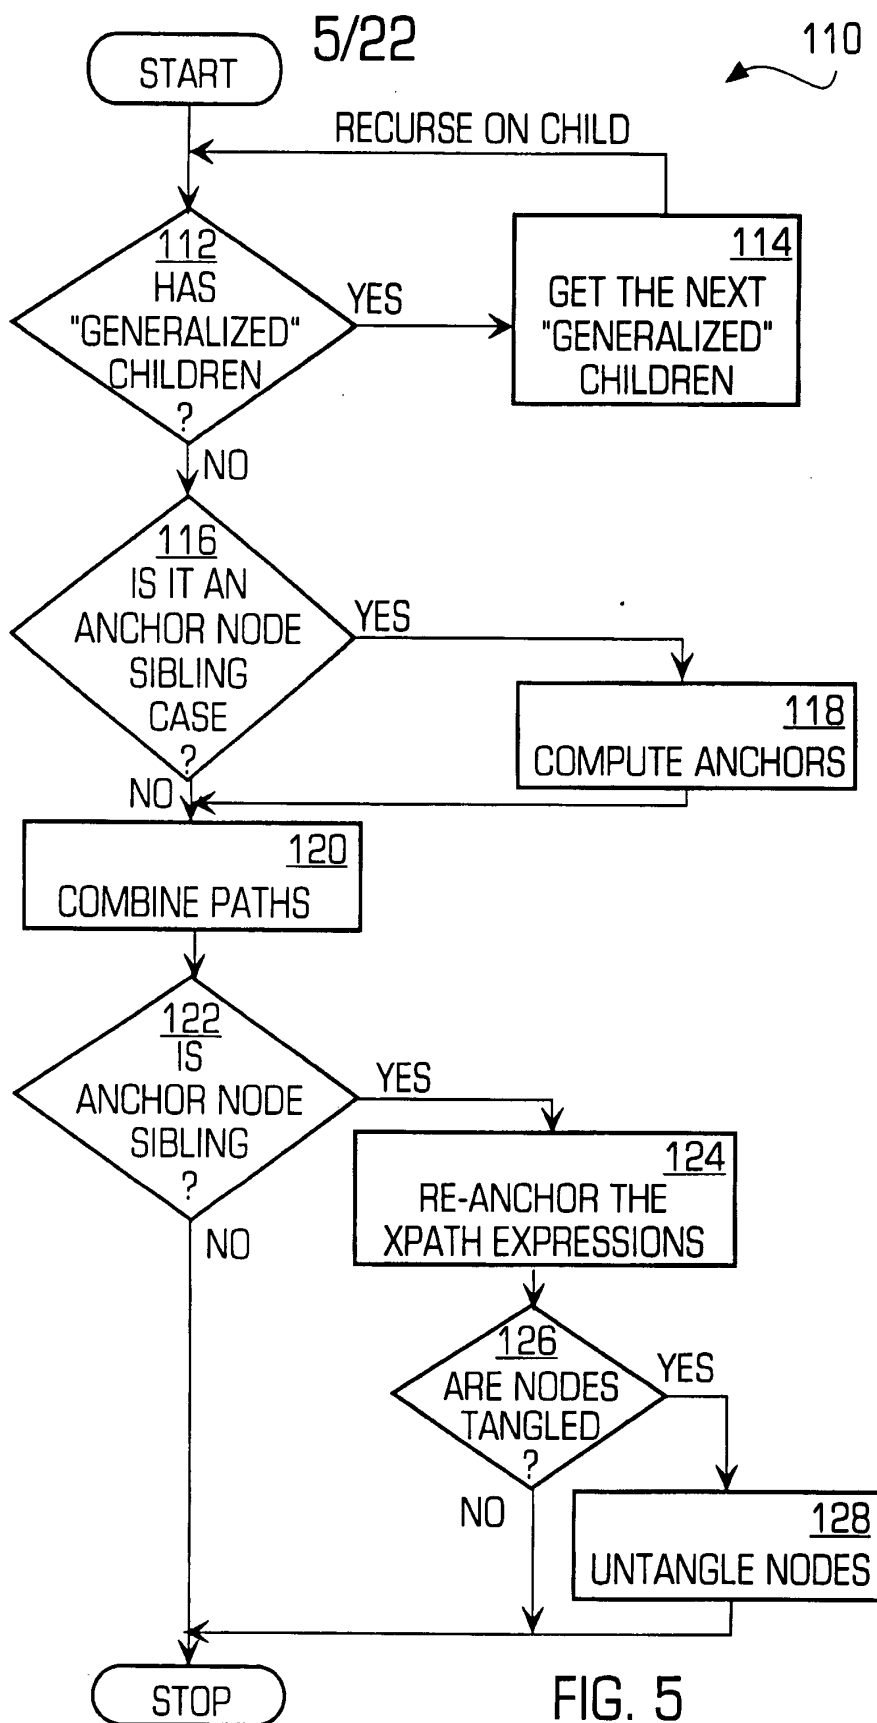 5/22
110
START
RECURSE ON CHILD
112
HAS
"GENERALIZED"
CHILDREN
?
YES
114
GET THE NEXT
"GENERALIZED"
CHILDREN
NO
116
IS IT AN
ANCHOR NODE
SIBLING
CASE
?
YES
118
COMPUTE ANCHORS
NO
120
COMBINE PATHS
122
IS
ANCHOR NODE
SIBLING
?
YES
124
RE-ANCHOR THE
XPATH EXPRESSIONS
NO
126
ARE NODES
TANGLED
?
YES
NO
128
UNTANGLE NODES
STOP
FIG. 5